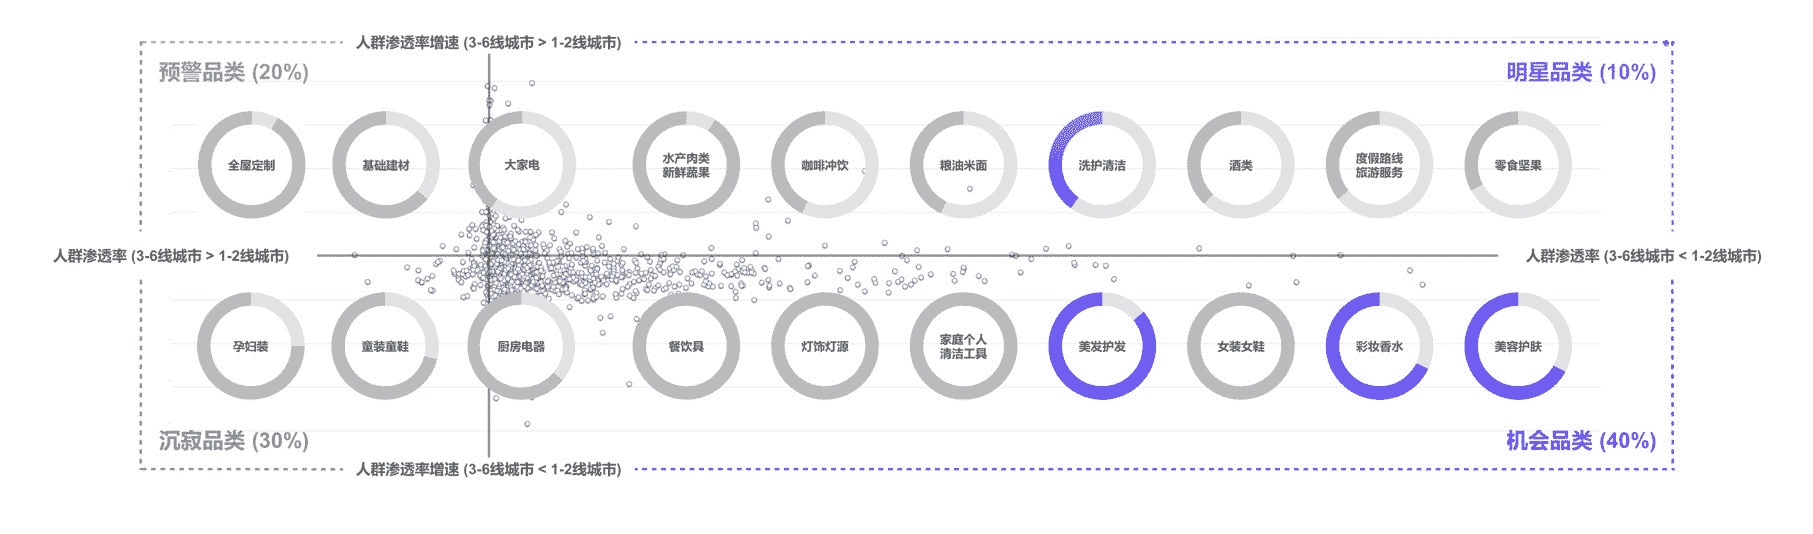 人群渗透率增速 (3-6线城市 > 1-2线城市)
预警品类 (20%)
明星品类 (10%)
全屋定制
基础建材
大家电
水产肉类
新鲜蔬果
咖啡冲饮
粮油米面
洗护清洁
酒类
度假路线
旅游服务
零食坚果
人群渗透率 (3-6线城市 > 1-2线城市)
人群渗透率 (3-6线城市 < 1-2线城市)
孕妇装
童装童鞋
厨房电器
餐饮具
灯饰灯源
家庭个人
清洁工具
美发护发
女装女鞋
彩妆香水
美容护肤
沉寂品类 (30%)
机会品类 (40%)
人群渗透率增速 (3-6线城市 < 1-2线城市)